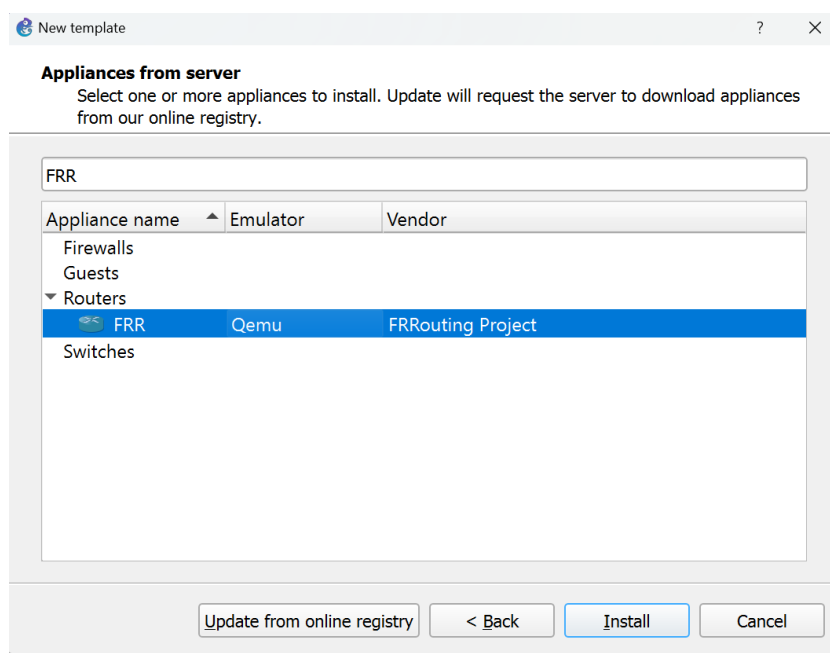 New template
?
Appliances from server
Select one or more appliances to install. Update will request the server to download appliances
from our online registry.
FRR
Appliance name Emulator Vendor
Firewalls
Guests
Routers
FRR Qemu FRRouting Project
Switches
Update from online registry < Back Install Cancel